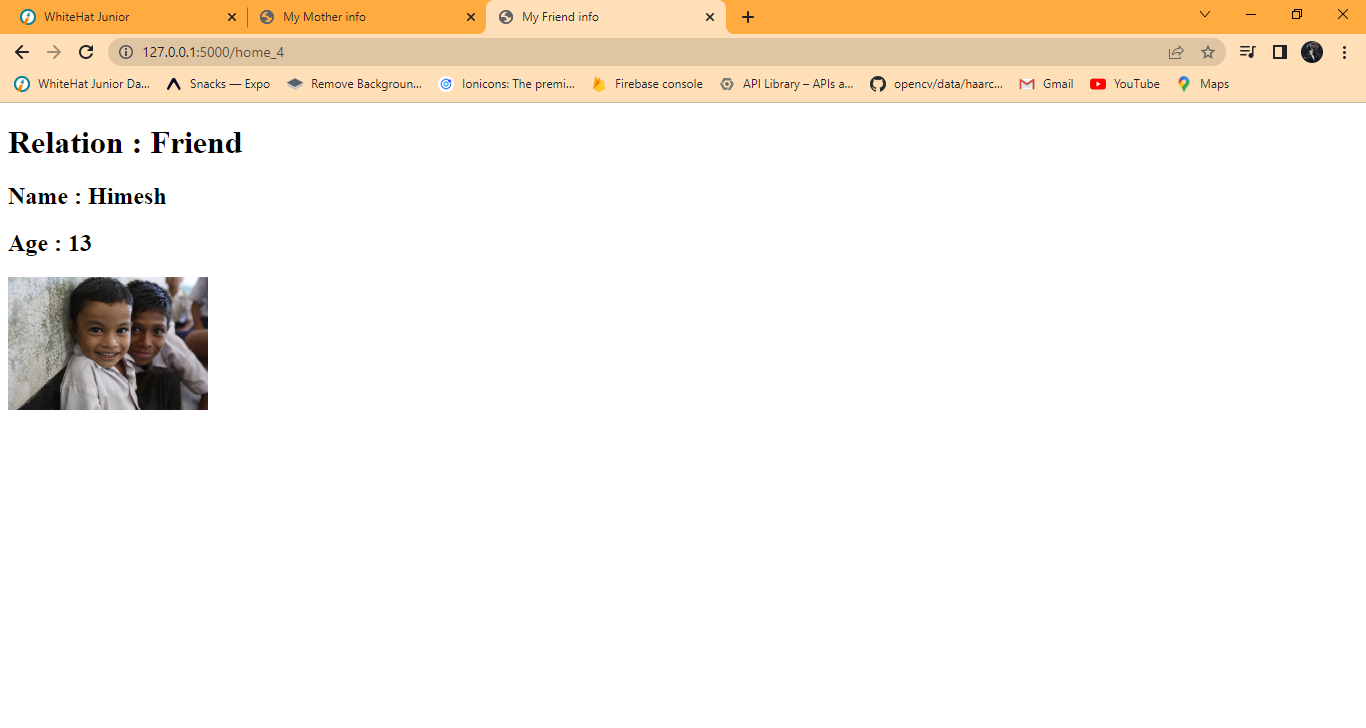 WhiteHat Junior
My Mother info
My Friend info
127.0.0.1:5000/home_4
WhiteHat Junior Da...
Snacks — Expo
Remove Backgroun...
Ionicons: The premi...
Firebase console
API Library – APIs a...
opencv/data/haarc...
Gmail
YouTube
Maps
Relation : Friend
Name : Himesh
Age : 13